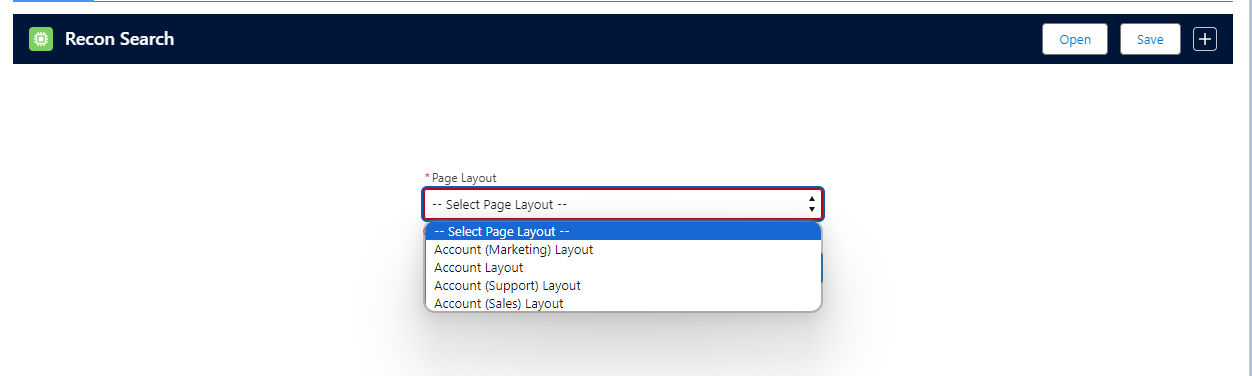 Recon Search
Open
Save
* Page Layout
-- Select Page Layout --
-- Select Page Layout --
Account (Marketing) Layout
Account Layout
Account (Support) Layout
Account (Sales) Layout